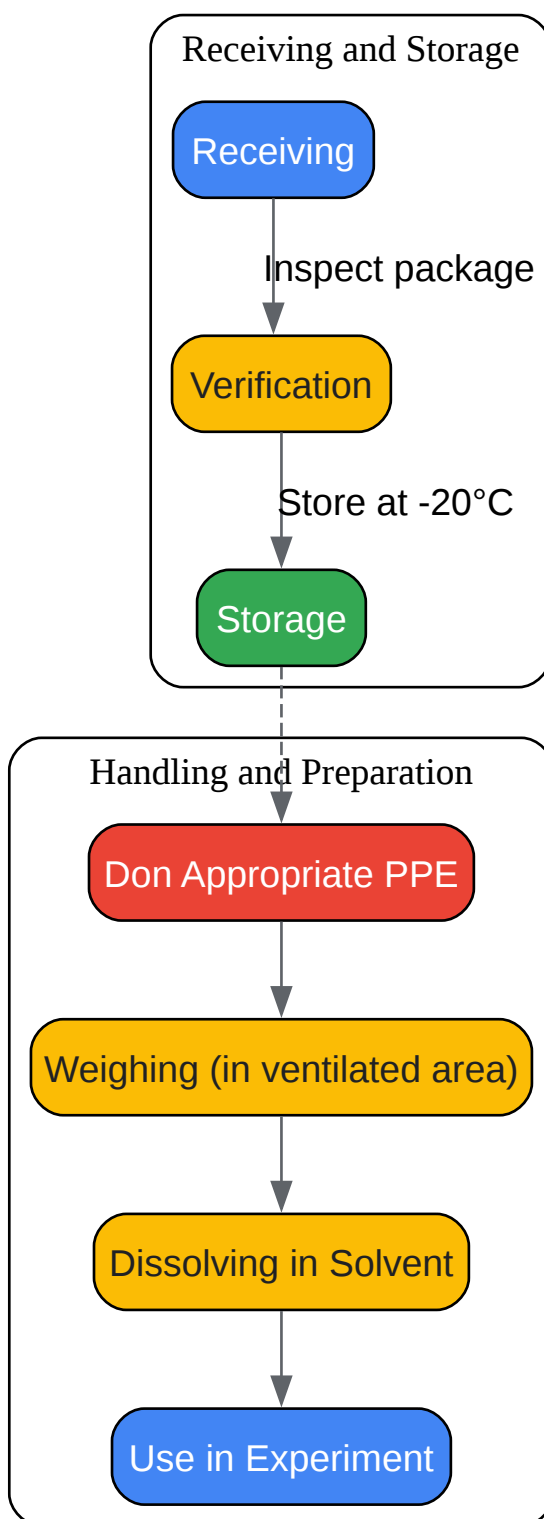 Receiving and Storage
Receiving
Inspect package
Verification
Store at -20°C
Storage
Handling and Preparation
Don Appropriate PPE
Weighing (in ventilated area)
Dissolving in Solvent
Use in Experiment